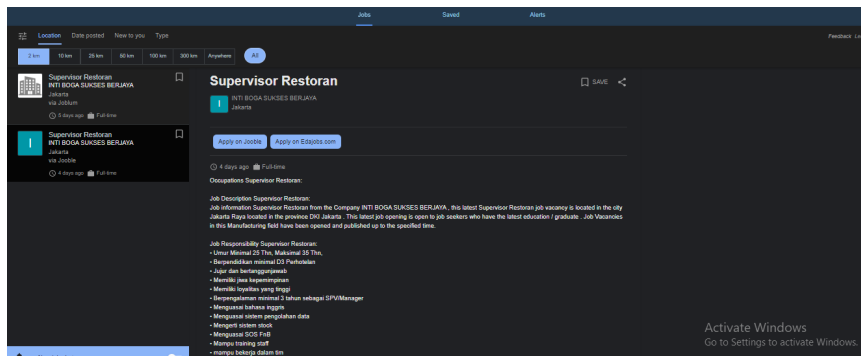 Jobs Saved Alerts
Location Date posted New to you Type
Feedback
2 km 10 km 25 km 50 km 100 km 300 km Anywhere All
Supervisor Restoran
INTI BOGA SUKSES BERJAYA
Jakarta
via Joblum
5 days ago Full-time
Supervisor Restoran
INTI BOGA SUKSES BERJAYA
Jakarta
via Jooble
4 days ago Full-time
Supervisor Restoran
SAVE
I
INTI BOGA SUKSES BERJAYA
Jakarta
Apply on Jooble Apply on Edajobs.com
4 days ago Full-time
Occupations Supervisor Restoran:
Job Description Supervisor Restoran:
Job information Supervisor Restoran from the Company INTI BOGA SUKSES BERJAYA , this latest Supervisor Restoran job vacancy is located in the city
Jakarta Raya located in the province DKI Jakarta . This latest job opening is open to job seekers who have the latest education / graduate . Job Vacancies
in this Manufacturing field have been opened and published up to the specified time.
Job Responsibility Supervisor Restoran:
• Umur Minimal 25 Thn, Maksimal 35 Thn,
• Berpendidikan minimal D3 Perhotelan
• Jujur dan bertanggunjawab
• Memiliki jiwa kepemimpinan
• Memiliki loyalitas yang tinggi
• Berpengalaman minimal 3 tahun sebagai SPV/Manager
• Menguasai bahasa inggris
• Menguasai sistem pengolahan data
• Mengerti sistem stock
• Menguasai SOS FnB
• Mampu training staff
• mampu bekerja dalam tim
Activate Windows
Go to Settings to activate Windows.